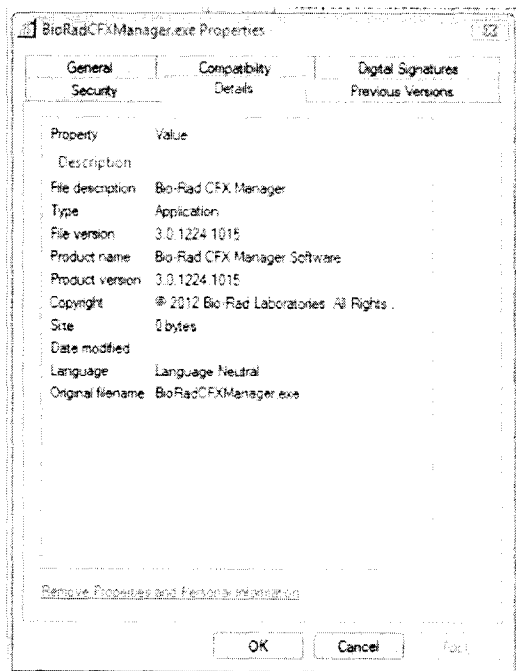 BioRadCFXManager.exe Properties
General Compatibility Digital Signatures
Security Details Previous Versions
Property Value
Description
File description Bio-Rad CFX Manager
Type Application
File version 3.0.1224.1015
Product name Bio-Rad CFX Manager Software
Product version 3.0.1224.1015
Copyright © 2012 Bio-Rad Laboratories. All Rights .
Size 0 bytes
Date modified
Language Language Neutral
Original filename BioRadCFXManager.exe
Remove Properties and Personal Information
OK Cancel Apply